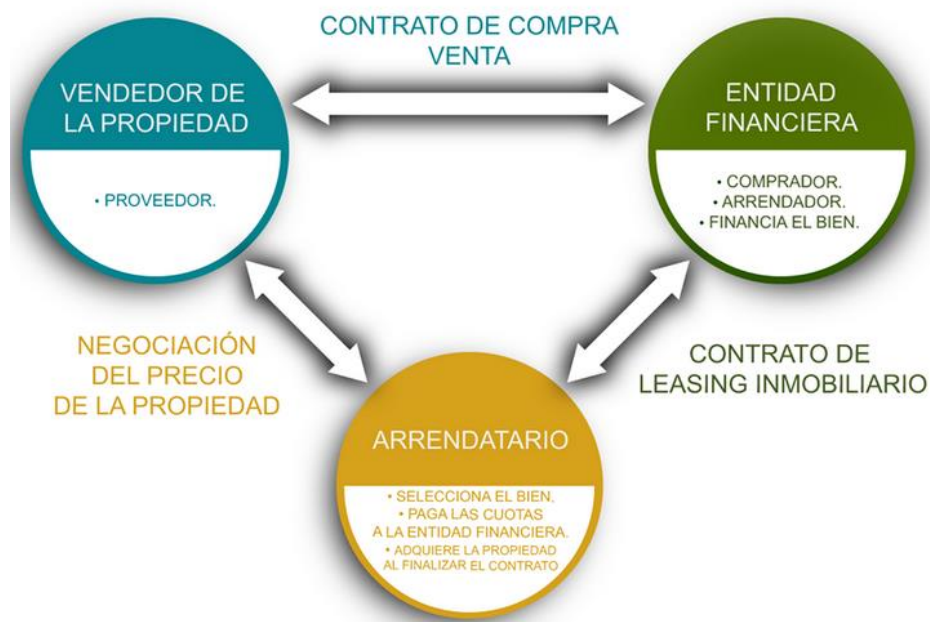 CONTRATO DE COMPRA
VENTA
VENDEDOR DE
LA PROPIEDAD
• PROVEEDOR.
ENTIDAD
FINANCIERA
• COMPRADOR.
• ARRENDADOR.
• FINANCIA EL BIEN.
NEGOCIACIÓN
DEL PRECIO
DE LA PROPIEDAD
CONTRATO DE
LEASING INMOBILIARIO
ARRENDATARIO
• SELECCIONA EL BIEN.
• PAGA LAS CUOTAS
A LA ENTIDAD FINANCIERA.
• ADQUIERE LA PROPIEDAD
AL FINALIZAR EL CONTRATO